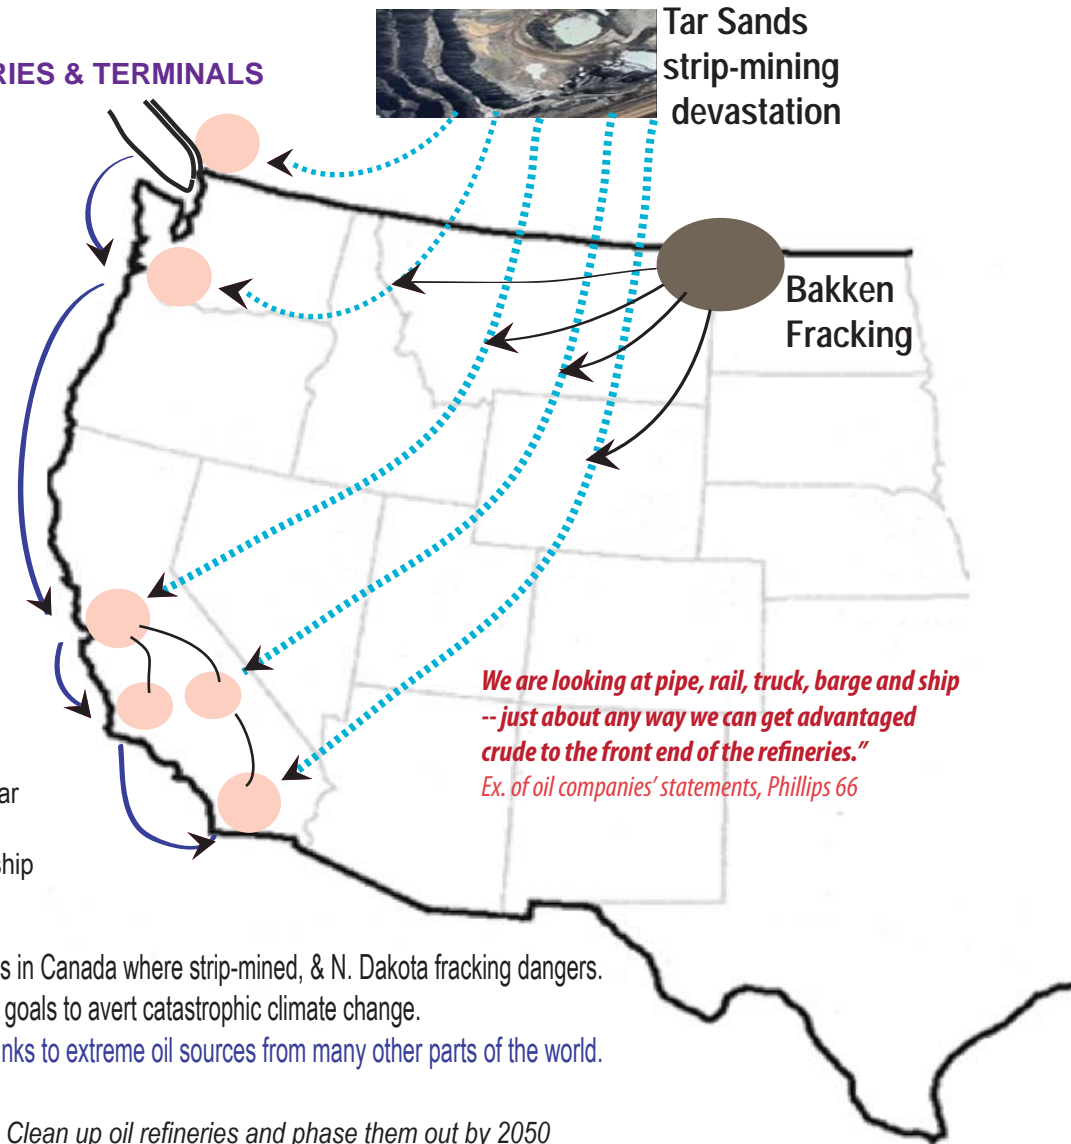 RIES & TERMINALS
Tar Sands
strip-mining
devastation
Bakken
Fracking
We are looking at pipe, rail, truck, barge and ship
-- just about any way we can get advantaged
crude to the front end of the refineries.”
Ex. of oil companies’ statements, Phillips 66
ar
ship
s in Canada where strip-mined, & N. Dakota fracking dangers.
goals to avert catastrophic climate change.
nks to extreme oil sources from many other parts of the world.
Clean up oil refineries and phase them out by 2050